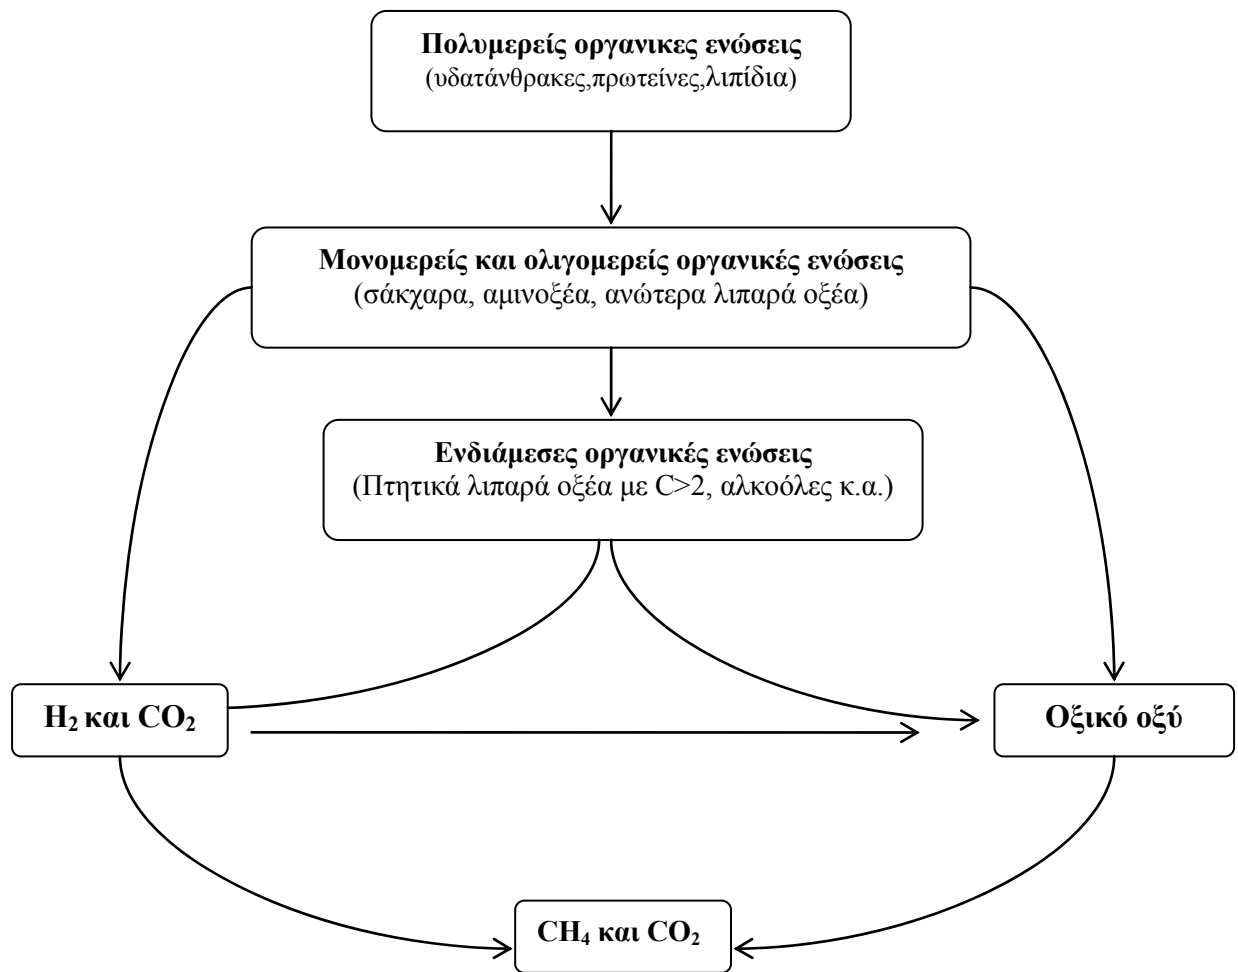 Πολυμερείς οργανικες ενώσεις
(υδατάνθρακες,πρωτείνες,λιπίδια)
Μονομερείς και ολιγομερείς οργανικές ενώσεις
(σάκχαρα, αμινοξέα, ανώτερα λιπαρά οξέα)
Ενδιάμεσες οργανικές ενώσεις
(Πτητικά λιπαρά οξέα με C>2, αλκοόλες κ.α.)
H₂ και CO₂
Οξικό οξύ
CH₄ και CO₂